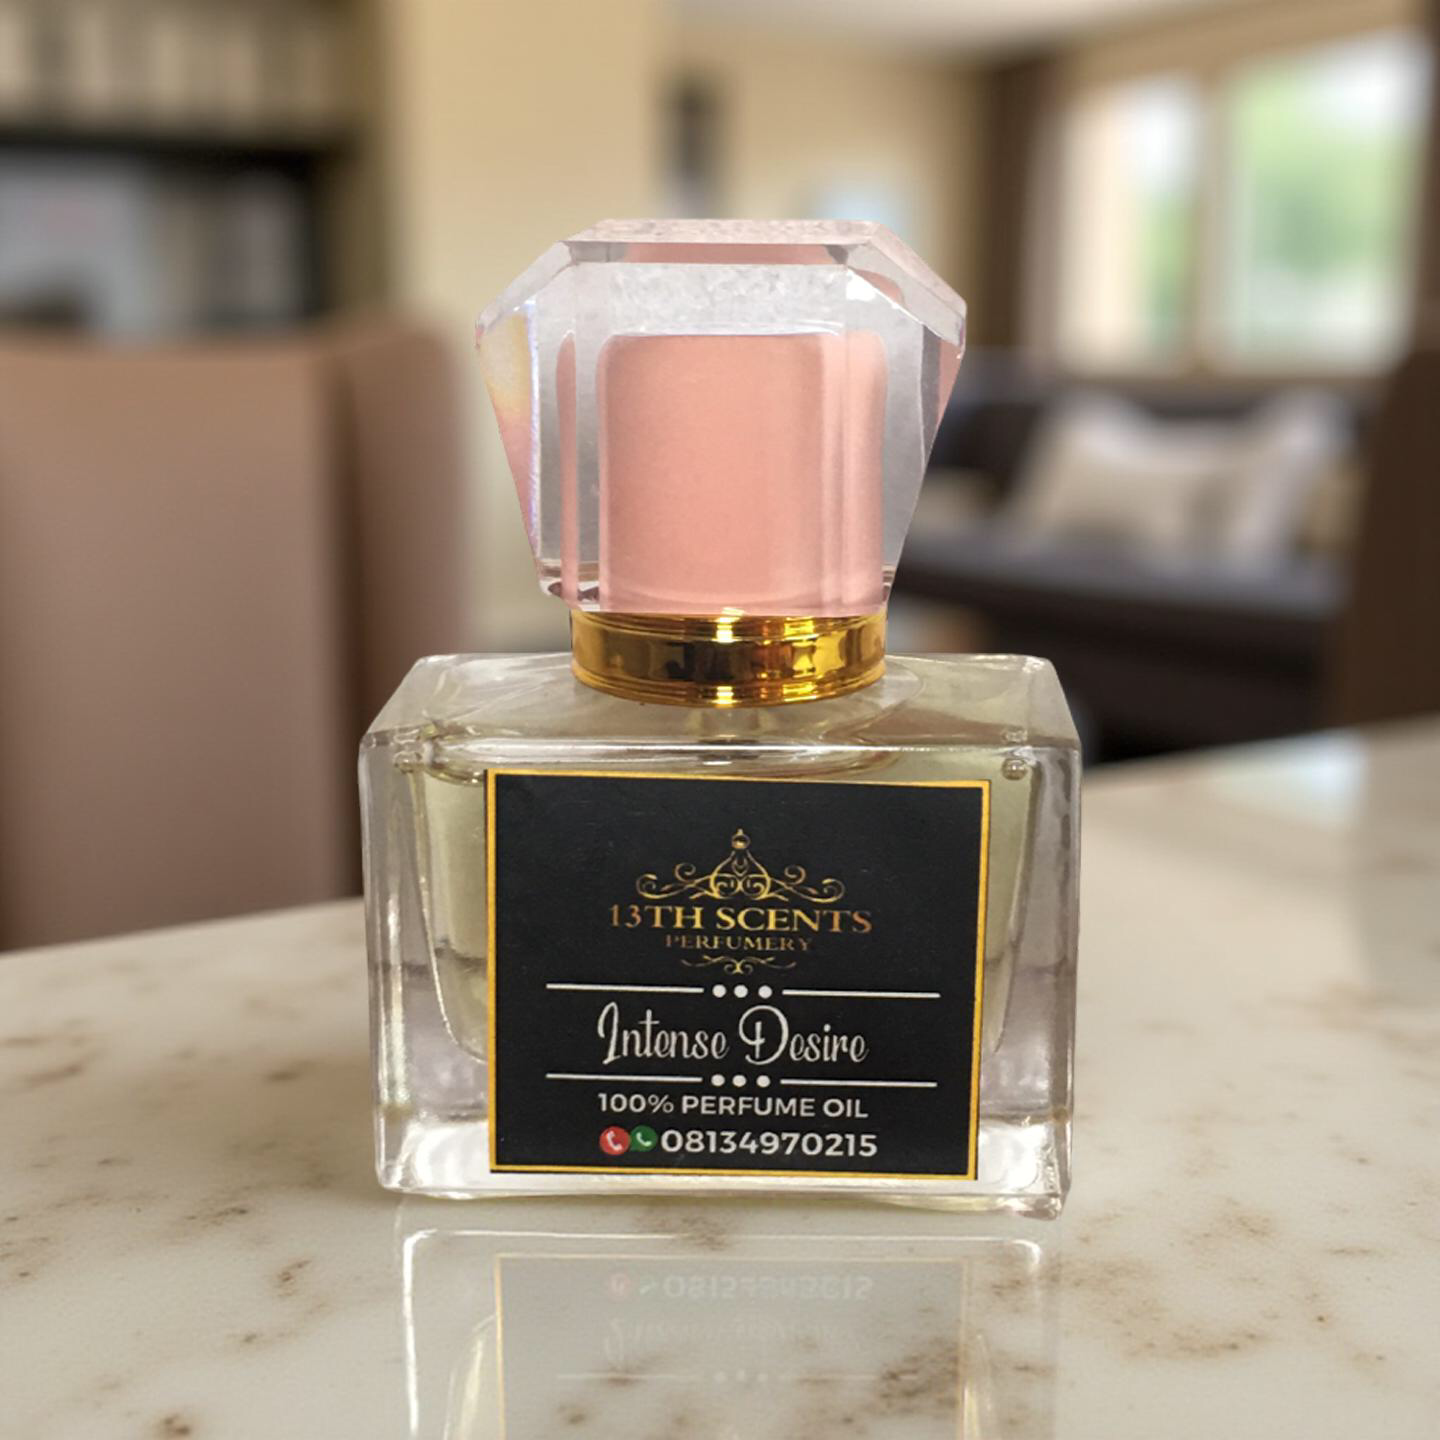 13TH SCENTS
PERFUMERY
Intense Desire
100% PERFUME OIL
08134970215